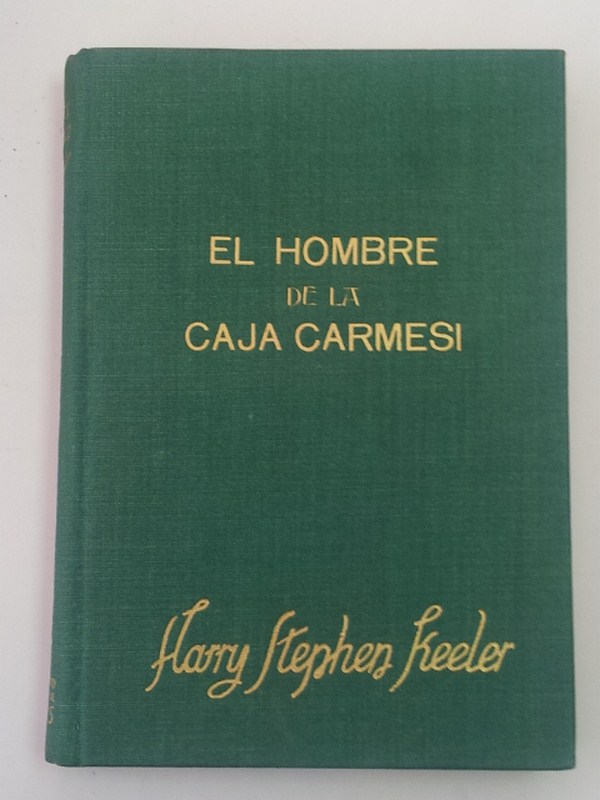 EL HOMBRE
DE LA
CAJA CARMESI
Harry Stephen Keeler